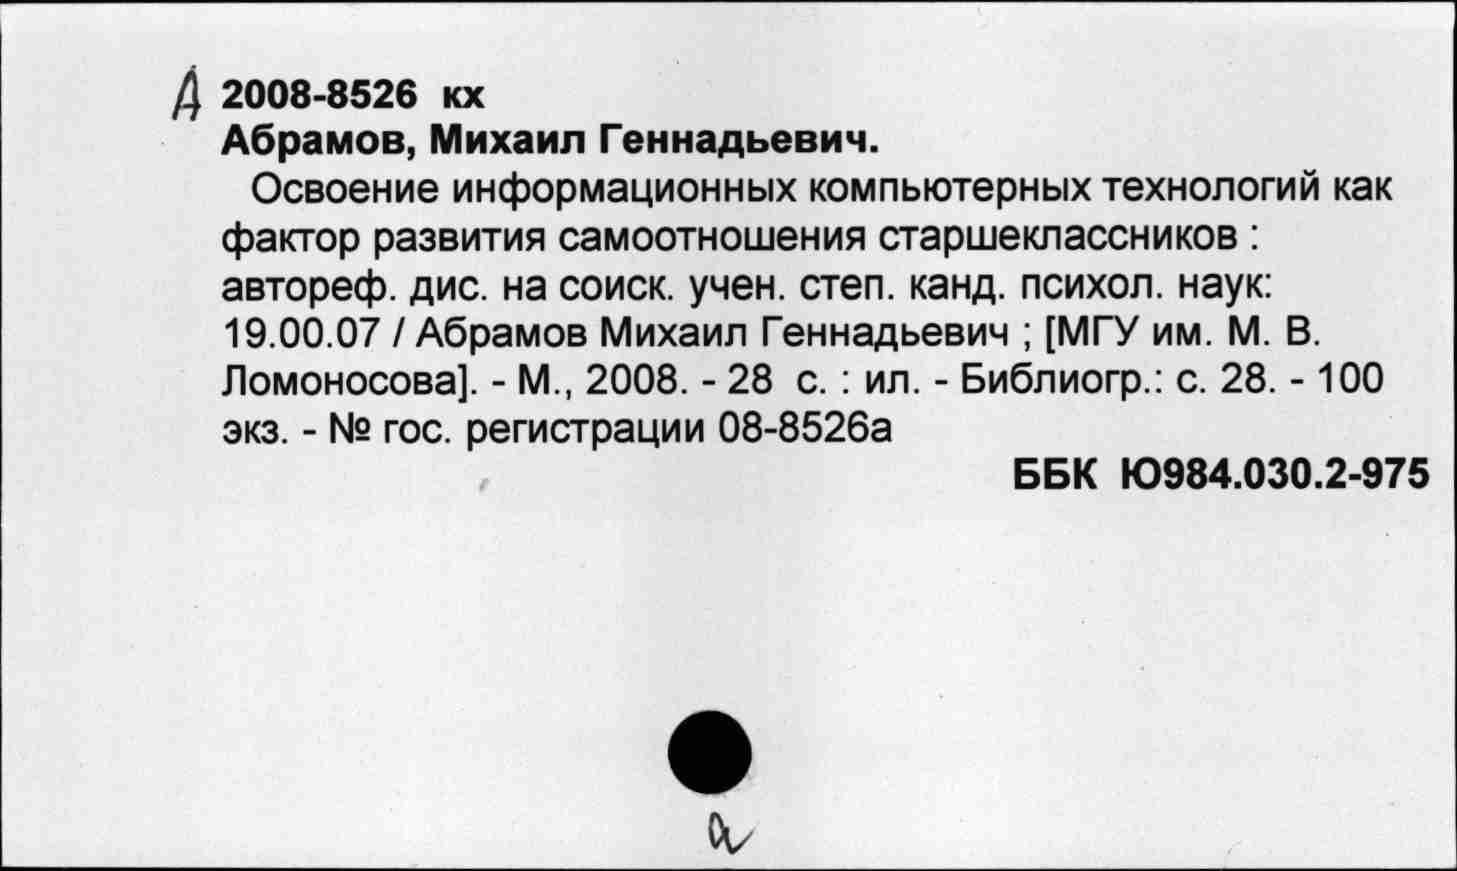 А 2008-8526 кх
Абрамов, Михаил Геннадьевич.
Освоение информационных компьютерных технологий как
фактор развития самоотношения старшеклассников :
автореф. дис. на соиск. учен. степ. канд. психол. наук:
19.00.07 / Абрамов Михаил Геннадьевич ; [МГУ им. М. В.
Ломоносова]. - М., 2008. - 28 с. : ил. - Библиогр.: с. 28. - 100
экз. - № гос. регистрации 08-8526а
ББК Ю984.030.2-975
а